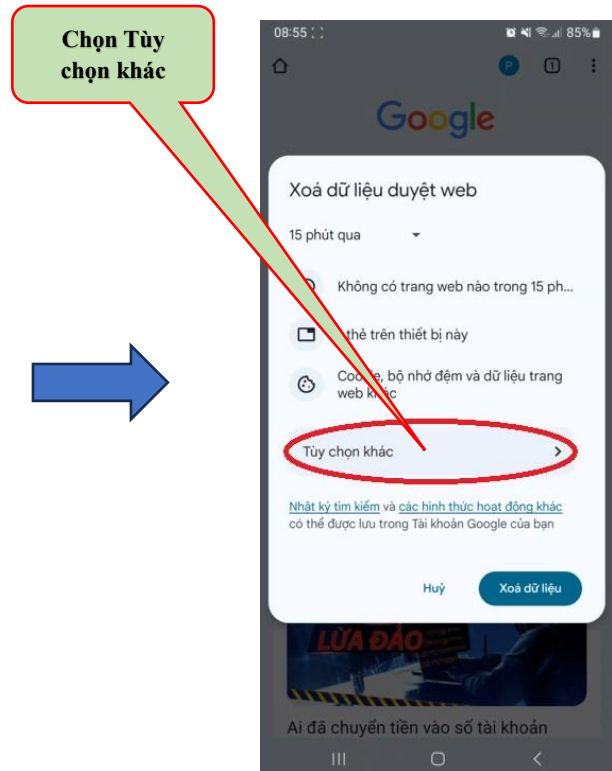 Chọn Tùy
chọn khác
08:55
85%
P
1
Google
Xoá dữ liệu duyệt web
15 phút qua
Không có trang web nào trong 15 ph...
thẻ trên thiết bị này
Cookie, bộ nhớ đệm và dữ liệu trang
web khác
Tùy chọn khác
Nhật ký tìm kiếm và các hình thức hoạt động khác
có thể được lưu trong Tài khoản Google của bạn
Huỷ
Xoá dữ liệu
LỪA ĐẢO
Ai đã chuyển tiền vào số tài khoản